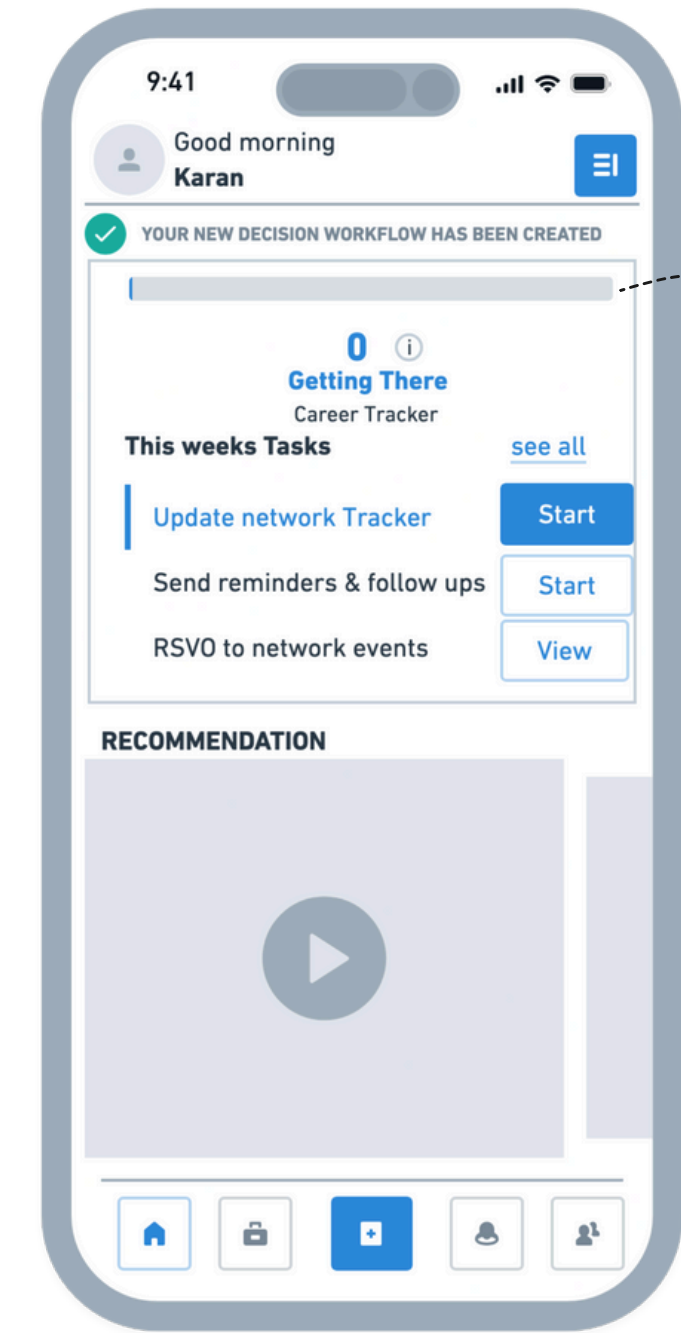 9:41
Good morning
Karan
YOUR NEW DECISION WORKFLOW HAS BEEN CREATED
0 i
Getting There
Career Tracker
This weeks Tasks see all
Update network Tracker Start
Send reminders & follow ups Start
RSVO to network events View
RECOMMENDATION